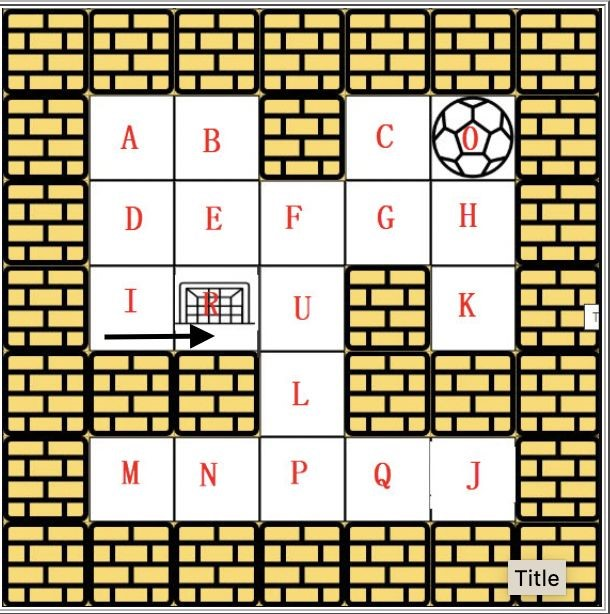 A B C O
D E F G H
I R U K
T
L
M N P Q J
Title